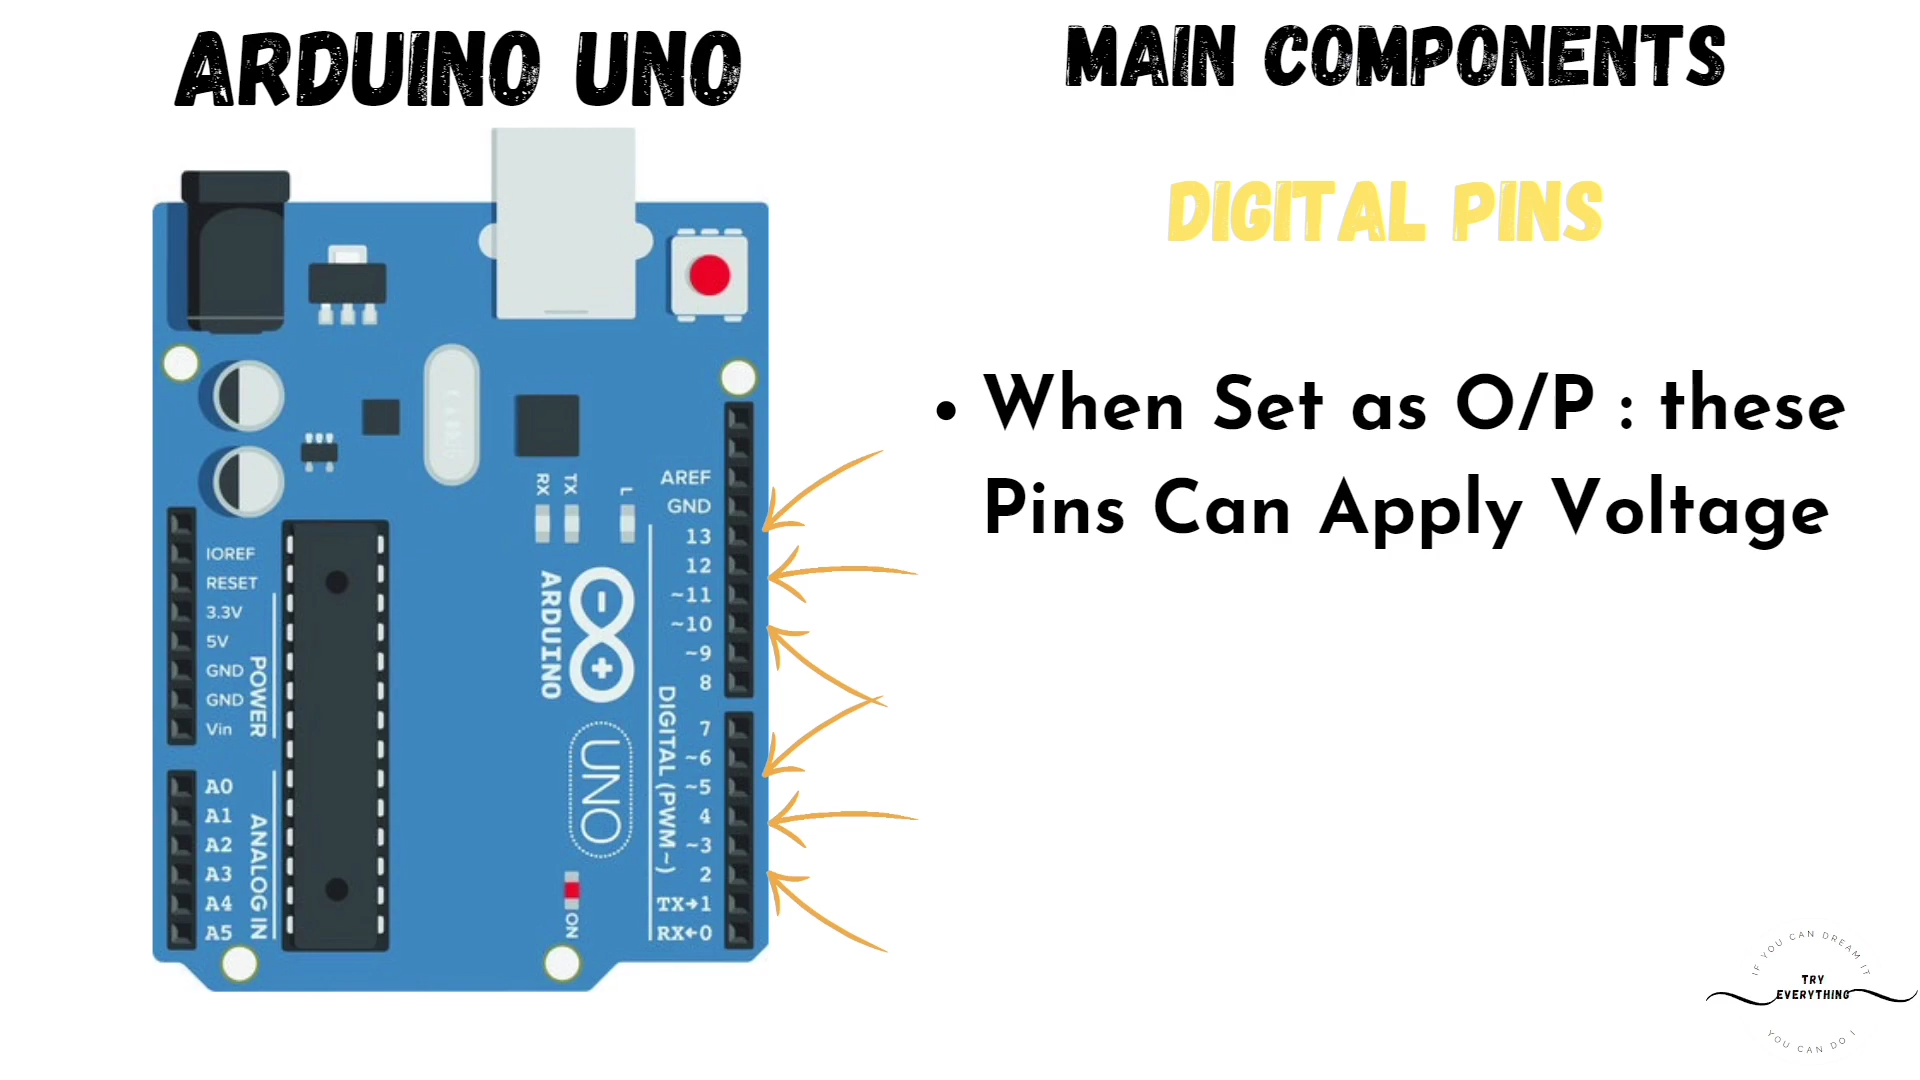 ARDUINO UNO
MAIN COMPONENTS
DIGITAL PINS
• When Set as O/P : these
Pins Can Apply Voltage
RX
TX
L
AREF
GND
13
12
~11
~10
~9
8
7
~6
~5
4
~3
2
TX→1
RX←0
DIGITAL (PWM~)
ARDUINO
UNO
ON
IOREF
RESET
3.3V
5V
GND
GND
Vin
POWER
A0
A1
A2
A3
A4
A5
ANALOG IN
IF YOU CAN DREAM IT
TRY
EVERYTHING
YOU CAN DO I